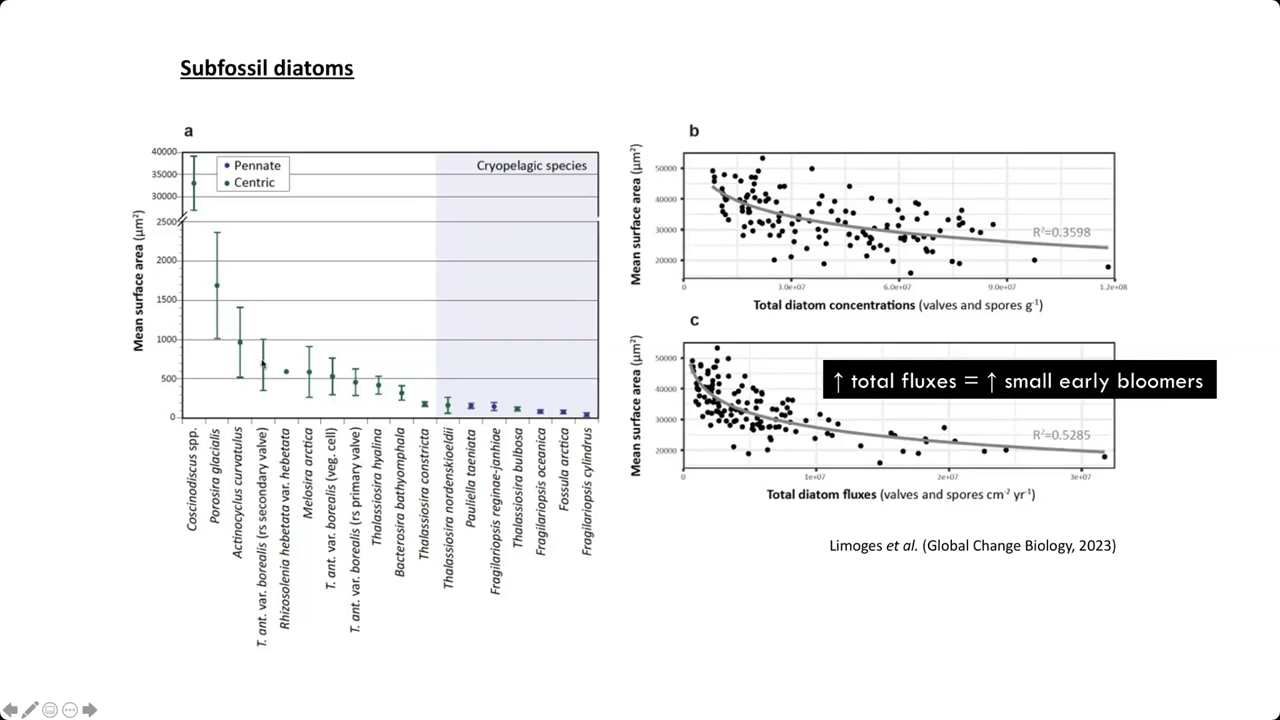 Subfossil diatoms
a
Mean surface area (µm²)
40000
35000
30000
2500
2000
1500
1000
500
0
Pennate
Centric
Cryopelagic species
Coscinodiscus spp.
Porosira glacialis
Actinocyclus curvatulus
T. ant. var. borealis (rs secondary valve)
Rhizosolenia hebetata var. hebetata
Melosira arctica
T. ant. var. borealis (veg. cell)
T. ant. var. borealis (rs primary valve)
Thalassiosira hyalina
Bacterosira bathyomphala
Thalassiosira constricta
Thalassiosira nordenskioeldii
Pauliella taeniata
Fragilariopsis reginae-jahniae
Thalassiosira bulbosa
Fragilariopsis oceanica
Fossula arctica
Fragilariopsis cylindrus
b
Mean surface area (µm²)
50000
40000
30000
20000
R²=0.3598
0 3.0e+07 6.0e+07 9.0e+07 1.2e+08
Total diatom concentrations (valves and spores g⁻¹)
c
Mean surface area (µm²)
50000
40000
30000
20000
↑ total fluxes = ↑ small early bloomers
R²=0.5285
0 1e+07 2e+07 3e+07
Total diatom fluxes (valves and spores cm⁻² yr⁻¹)
Limoges et al. (Global Change Biology, 2023)